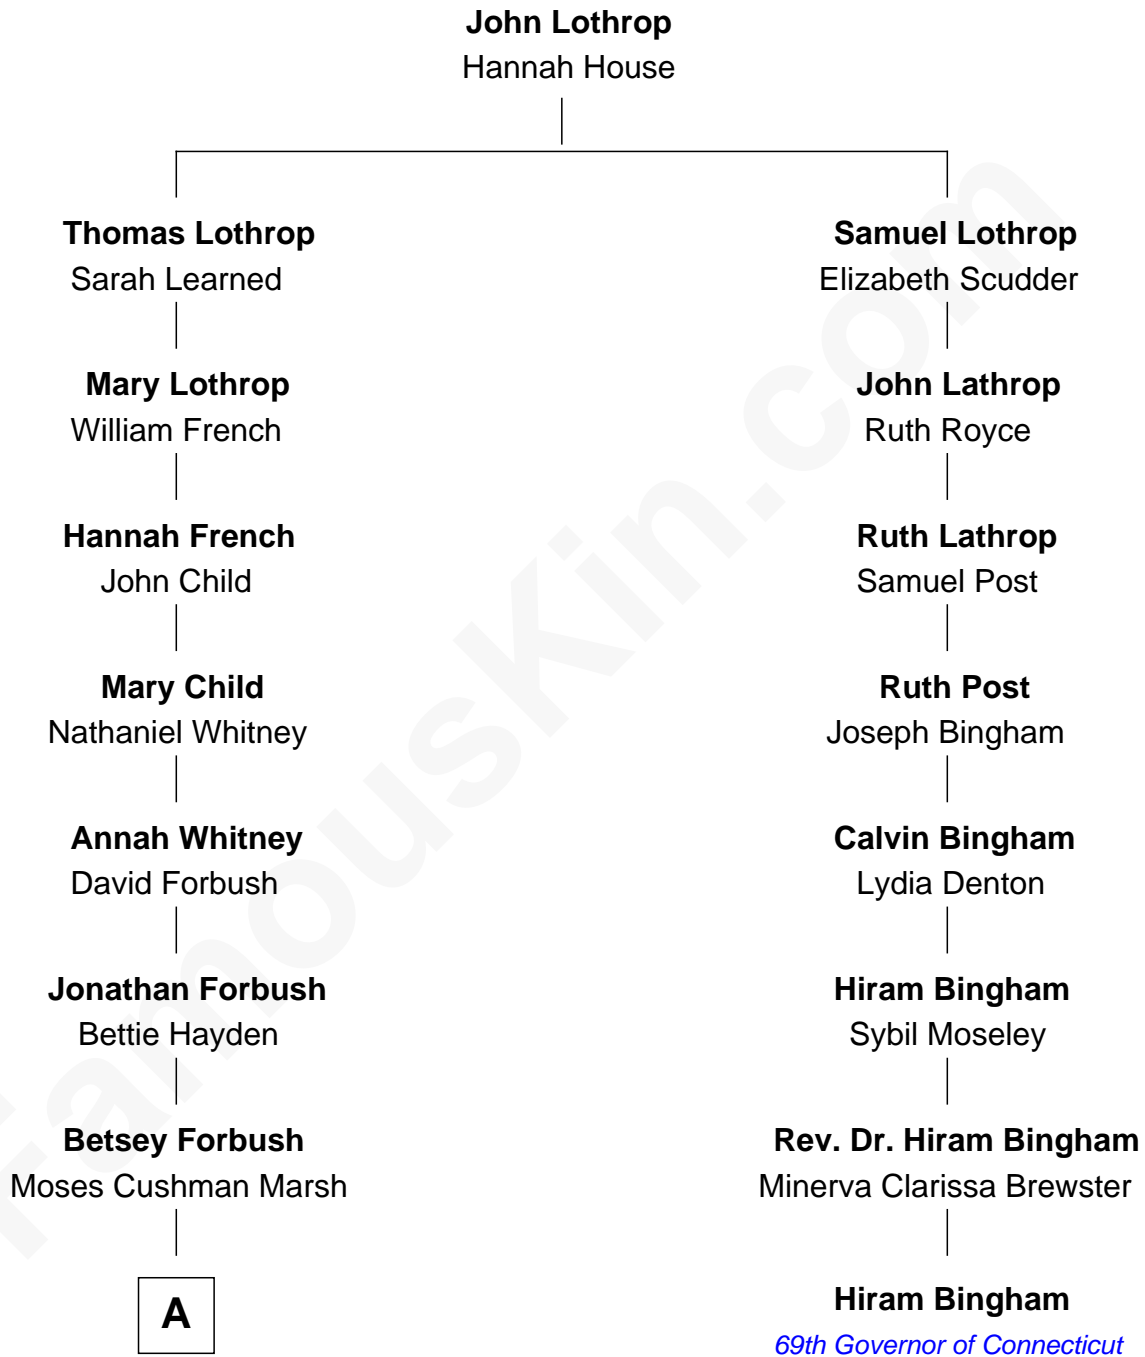 John Lothrop
Hannah House
Thomas Lothrop
Sarah Learned
Mary Lothrop
William French
Hannah French
John Child
Mary Child
Nathaniel Whitney
Annah Whitney
David Forbush
Jonathan Forbush
Bettie Hayden
Betsey Forbush
Moses Cushman Marsh
A
Samuel Lothrop
Elizabeth Scudder
John Lathrop
Ruth Royce
Ruth Lathrop
Samuel Post
Ruth Post
Joseph Bingham
Calvin Bingham
Lydia Denton
Hiram Bingham
Sybil Moseley
Rev. Dr. Hiram Bingham
Minerva Clarissa Brewster
Hiram Bingham
69th Governor of Connecticut
FamousKin.com